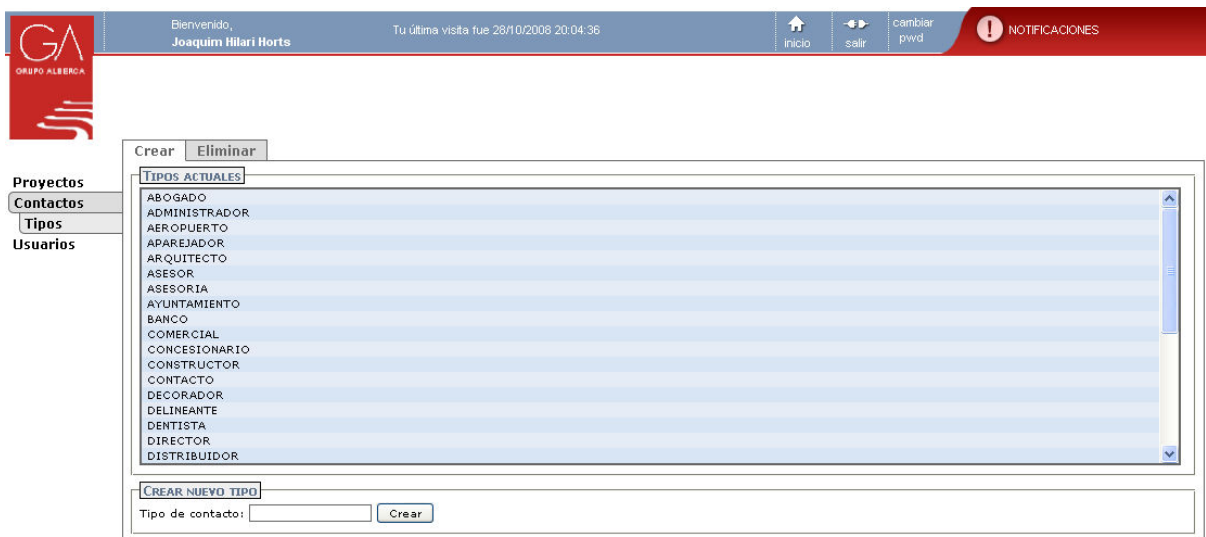 GA
GRUPO ALBERCA
Bienvenido,
Joaquim Hilari Horts
Tu última visita fue 28/10/2008 20:04:36
inicio
salir
cambiar
pwd
NOTIFICACIONES
Proyectos
Contactos
Tipos
Usuarios
Crear Eliminar
TIPOS ACTUALES
ABOGADO
ADMINISTRADOR
AEROPUERTO
APAREJADOR
ARQUITECTO
ASESOR
ASESORIA
AYUNTAMIENTO
BANCO
COMERCIAL
CONCESIONARIO
CONSTRUCTOR
CONTACTO
DECORADOR
DELINEANTE
DENTISTA
DIRECTOR
DISTRIBUIDOR
CREAR NUEVO TIPO
Tipo de contacto: Crear